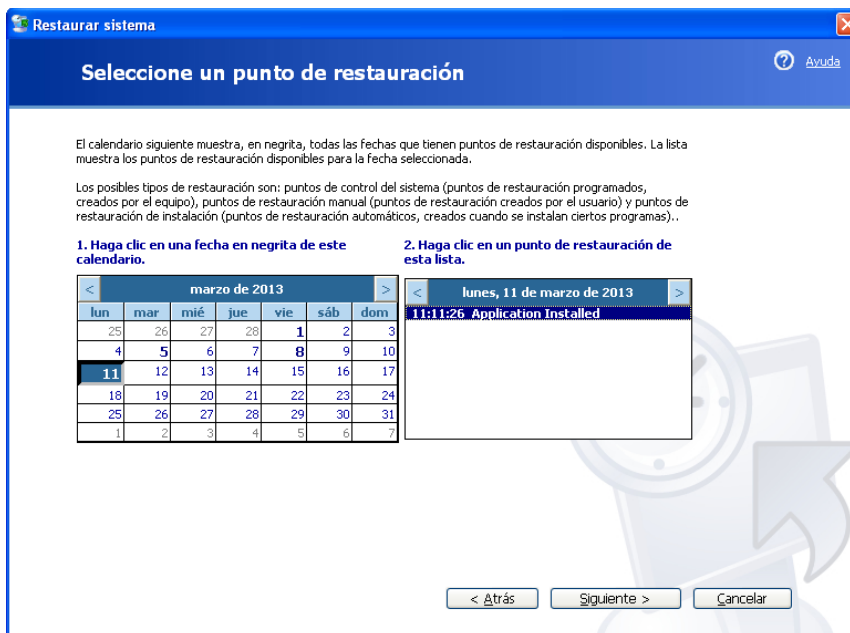 Restaurar sistema
Seleccione un punto de restauración
Ayuda
El calendario siguiente muestra, en negrita, todas las fechas que tienen puntos de restauración disponibles. La lista
muestra los puntos de restauración disponibles para la fecha seleccionada.
Los posibles tipos de restauración son: puntos de control del sistema (puntos de restauración programados,
creados por el equipo), puntos de restauración manual (puntos de restauración creados por el usuario) y puntos de
restauración de instalación (puntos de restauración automáticos, creados cuando se instalan ciertos programas)..
1. Haga clic en una fecha en negrita de este
calendario.
< marzo de 2013 >
lun mar mié jue vie sáb dom
25 26 27 28 1 2 3
4 5 6 7 8 9 10
11 12 13 14 15 16 17
18 19 20 21 22 23 24
25 26 27 28 29 30 31
1 2 3 4 5 6 7
2. Haga clic en un punto de restauración de
esta lista.
< lunes, 11 de marzo de 2013 >
11:11:26 Application Installed
< Atrás Siguiente > Cancelar